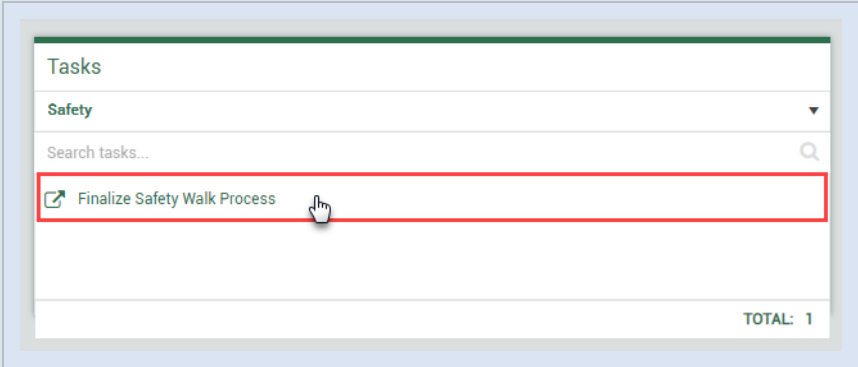 Tasks
Safety
Search tasks...
Finalize Safety Walk Process
TOTAL: 1